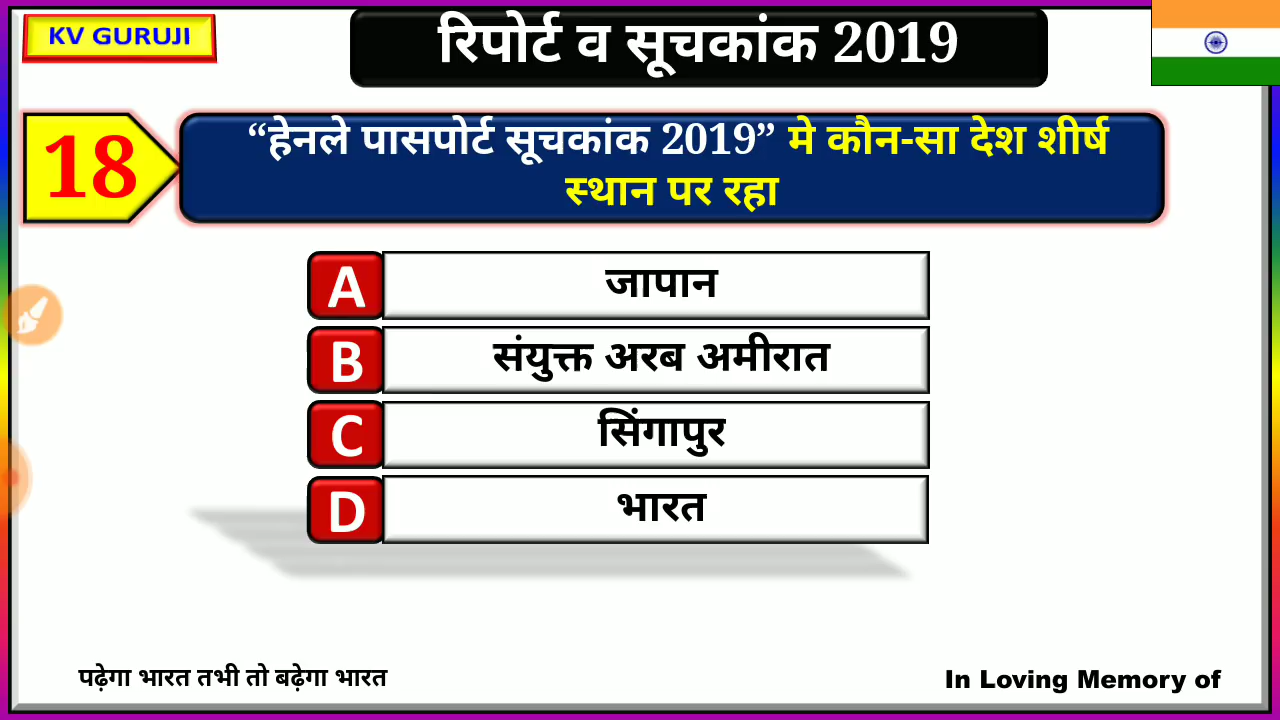 KV GURUJI
रिपोर्ट व सूचकांक 2019
18
“हेनले पासपोर्ट सूचकांक 2019” मे कौन-सा देश शीर्ष
स्थान पर रहा
A जापान
B संयुक्त अरब अमीरात
C सिंगापुर
D भारत
पढ़ेगा भारत तभी तो बढ़ेगा भारत
In Loving Memory of